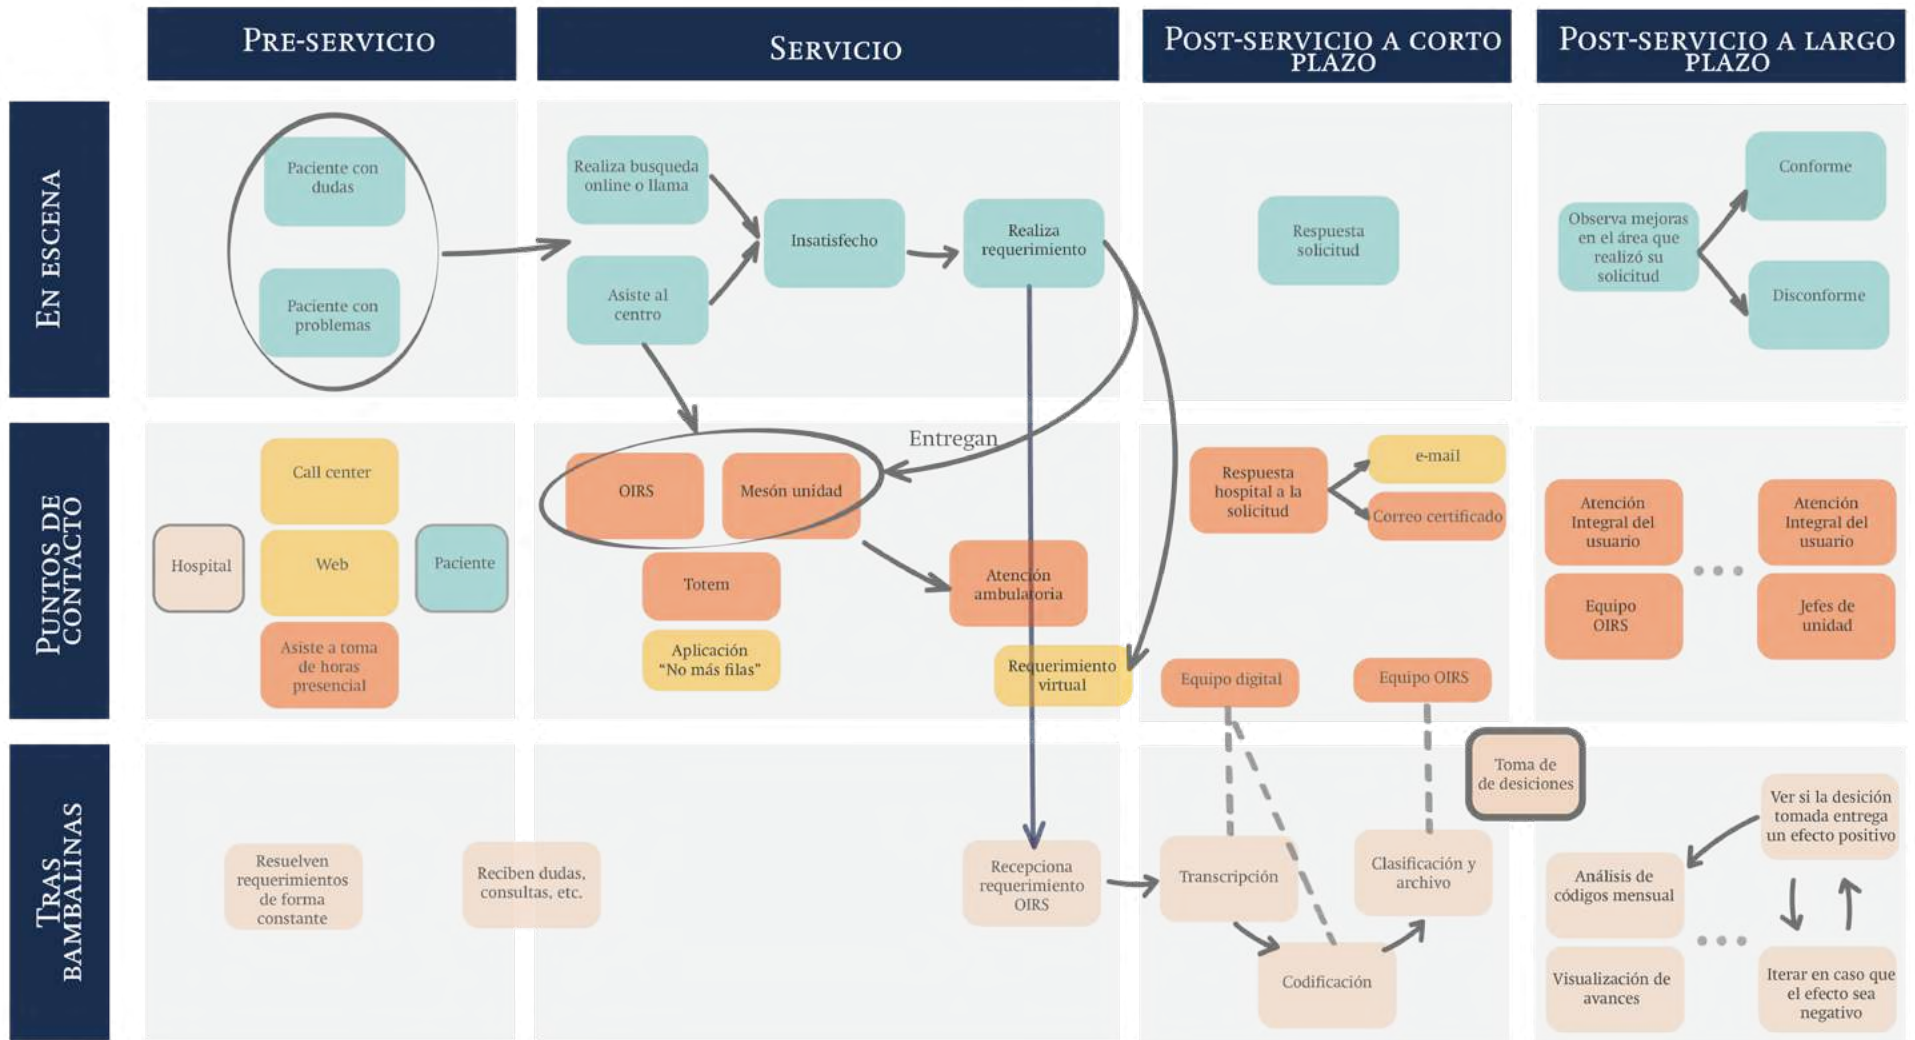 PRE-SERVICIO
SERVICIO
POST-SERVICIO A CORTO
PLAZO
POST-SERVICIO A LARGO
PLAZO
EN ESCENA
Paciente con
dudas
Paciente con
problemas
Realiza busqueda
online o llama
Asiste al
centro
Insatisfecho
Realiza
requerimiento
Respuesta
solicitud
Observa mejoras
en el área que
realizó su
solicitud
Conforme
Disconforme
PUNTOS DE
CONTACTO
Hospital
Call center
Web
Asiste a toma
de horas
presencial
Paciente
Entregan
OIRS
Mesón unidad
Totem
Aplicación
“No más filas”
Atención
ambulatoria
Requerimiento
virtual
Respuesta
hospital a la
solicitud
e-mail
Correo certificado
Equipo digital
Equipo OIRS
Atención
Integral del
usuario
Atención
Integral del
usuario
Equipo
OIRS
Jefes de
unidad
TRAS
BAMBALINAS
Resuelven
requerimientos
de forma
constante
Reciben dudas,
consultas, etc.
Recepciona
requerimiento
OIRS
Transcripción
Codificación
Clasificación y
archivo
Toma de
de desiciones
Ver si la desición
tomada entrega
un efecto positivo
Análisis de
códigos mensual
Visualización de
avances
Iterar en caso que
el efecto sea
negativo